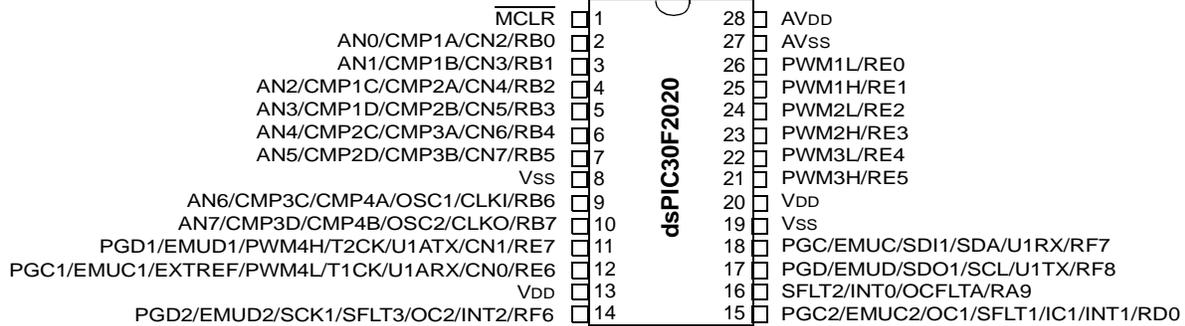 MCLR 1 28 AVDD
AN0/CMP1A/CN2/RB0 2 27 AVSS
AN1/CMP1B/CN3/RB1 3 26 PWM1L/RE0
AN2/CMP1C/CMP2A/CN4/RB2 4 25 PWM1H/RE1
AN3/CMP1D/CMP2B/CN5/RB3 5 24 PWM2L/RE2
AN4/CMP2C/CMP3A/CN6/RB4 6 23 PWM2H/RE3
AN5/CMP2D/CMP3B/CN7/RB5 7 22 PWM3L/RE4
VSS 8 21 PWM3H/RE5
AN6/CMP3C/CMP4A/OSC1/CLKI/RB6 9 20 VDD
AN7/CMP3D/CMP4B/OSC2/CLKO/RB7 10 19 VSS
PGD1/EMUD1/PWM4H/T2CK/U1ATX/CN1/RE7 11 18 PGC/EMUC/SDI1/SDA/U1RX/RF7
PGC1/EMUC1/EXTREF/PWM4L/T1CK/U1ARX/CN0/RE6 12 17 PGD/EMUD/SDO1/SCL/U1TX/RF8
VDD 13 16 SFLT2/INT0/OCFLTA/RA9
PGD2/EMUD2/SCK1/SFLT3/OC2/INT2/RF6 14 15 PGC2/EMUC2/OC1/SFLT1/IC1/INT1/RD0
dsPIC30F2020